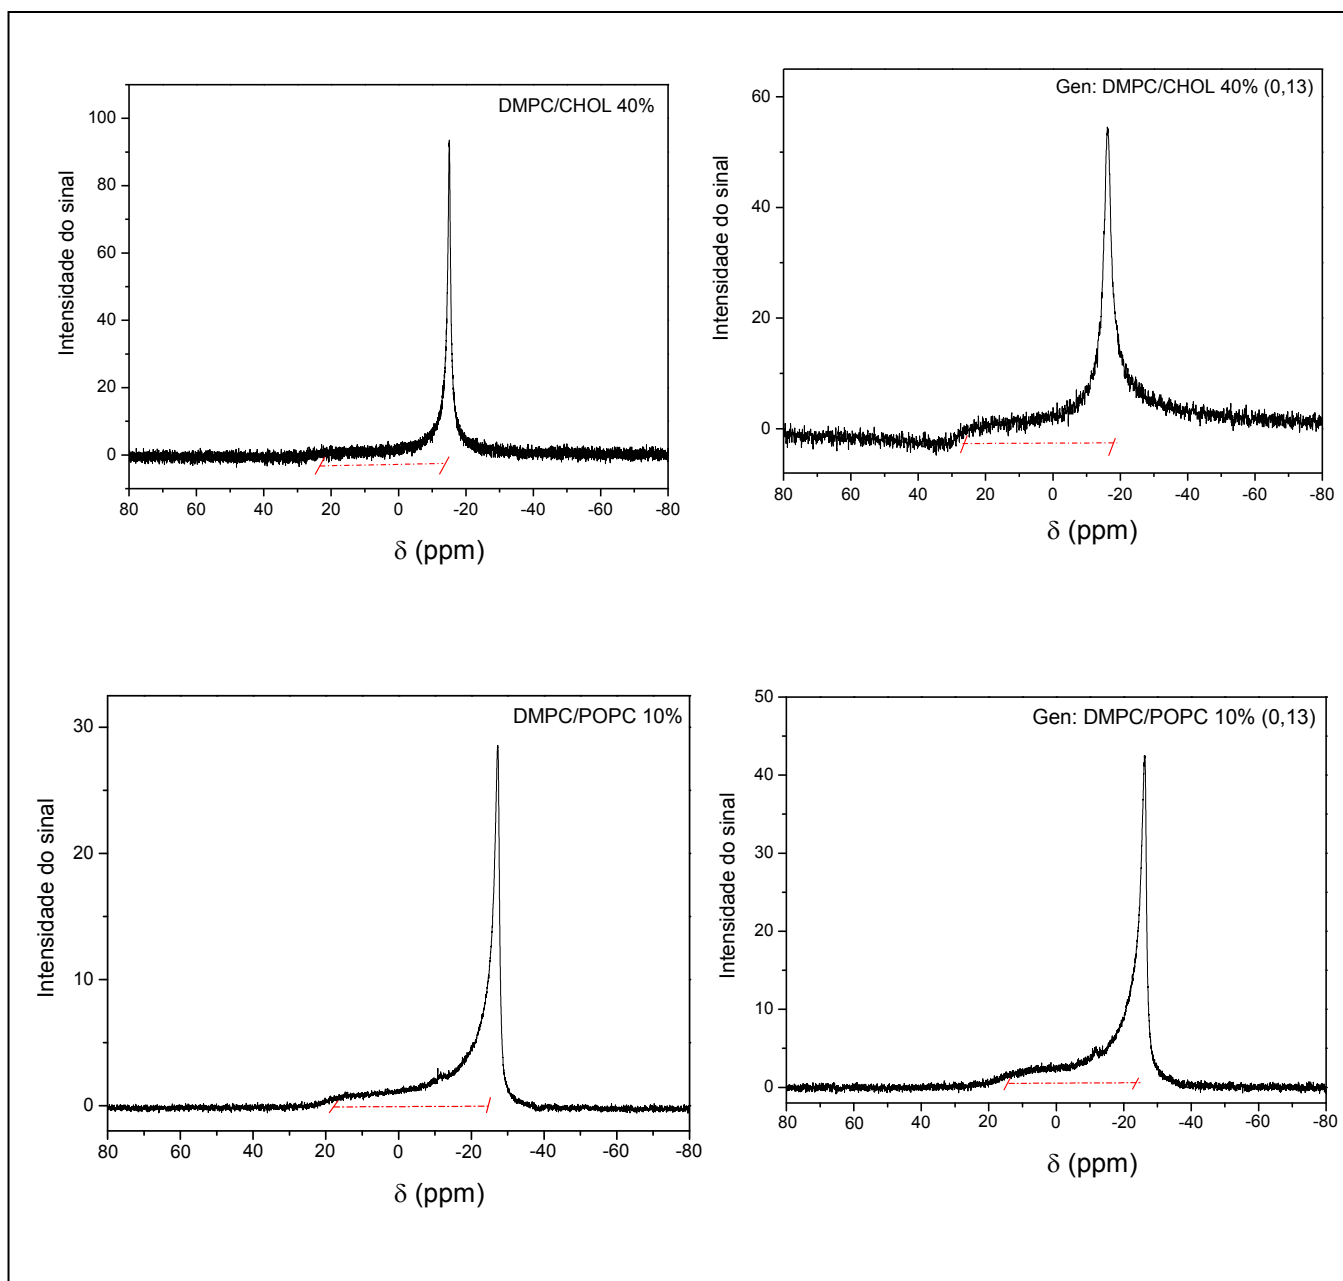 DMPC/CHOL 40%
100
80
60
40
20
0
Intensidade do sinal
80 60 40 20 0 -20 -40 -60 -80
δ (ppm)
Gen: DMPC/CHOL 40% (0,13)
60
40
20
0
Intensidade do sinal
80 60 40 20 0 -20 -40 -60 -80
δ (ppm)
DMPC/POPC 10%
30
20
10
0
Intensidade do sinal
80 60 40 20 0 -20 -40 -60 -80
δ (ppm)
Gen: DMPC/POPC 10% (0,13)
50
40
30
20
10
0
Intensidade do sinal
80 60 40 20 0 -20 -40 -60 -80
δ (ppm)